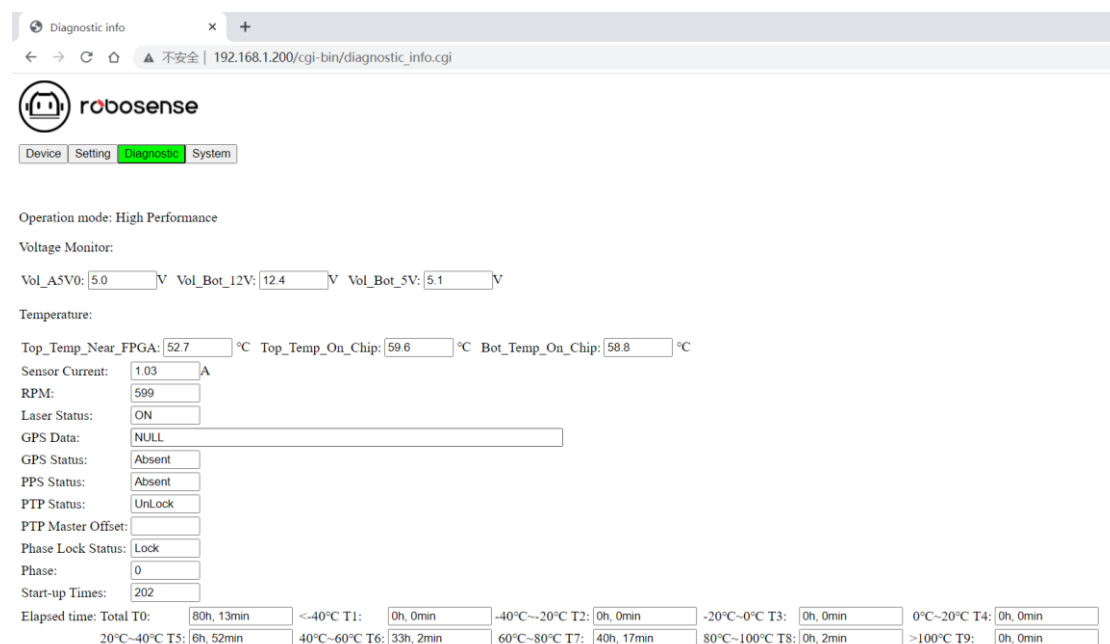 Diagnostic info
不安全 | 192.168.1.200/cgi-bin/diagnostic_info.cgi
robosense
Device Setting Diagnostic System
Operation mode: High Performance
Voltage Monitor:
Vol_A5V0: 5.0 V Vol_Bot_12V: 12.4 V Vol_Bot_5V: 5.1 V
Temperature:
Top_Temp_Near_FPGA: 52.7 °C Top_Temp_On_Chip: 59.6 °C Bot_Temp_On_Chip: 58.8 °C
Sensor Current: 1.03 A
RPM: 599
Laser Status: ON
GPS Data: NULL
GPS Status: Absent
PPS Status: Absent
PTP Status: UnLock
PTP Master Offset:
Phase Lock Status: Lock
Phase: 0
Start-up Times: 202
Elapsed time: Total T0: 80h, 13min <-40°C T1: 0h, 0min -40°C~-20°C T2: 0h, 0min -20°C~0°C T3: 0h, 0min 0°C~20°C T4: 0h, 0min
20°C~40°C T5: 6h, 52min 40°C~60°C T6: 33h, 2min 60°C~80°C T7: 40h, 17min 80°C~100°C T8: 0h, 2min >100°C T9: 0h, 0min